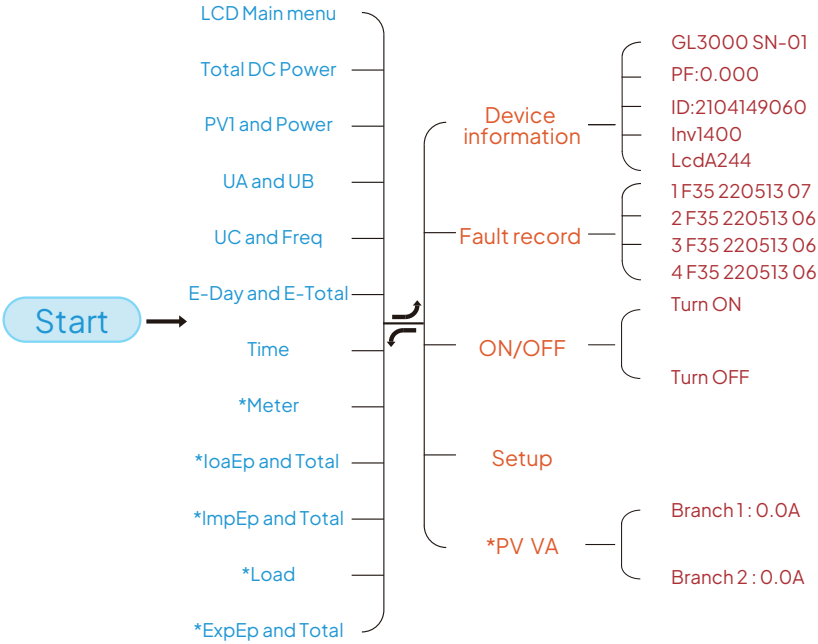 Start
LCD Main menu
Total DC Power
PV1 and Power
UA and UB
UC and Freq
E-Day and E-Total
Time
*Meter
*IoaEp and Total
*ImpEp and Total
*Load
*ExpEp and Total
Device
information
Fault record
ON/OFF
Setup
*PV VA
GL3000 SN-01
PF:0.000
ID:2104149060
Inv1400
LcdA244
1 F35 220513 07
2 F35 220513 06
3 F35 220513 06
4 F35 220513 06
Turn ON
Turn OFF
Branch 1 : 0.0A
Branch 2 : 0.0A